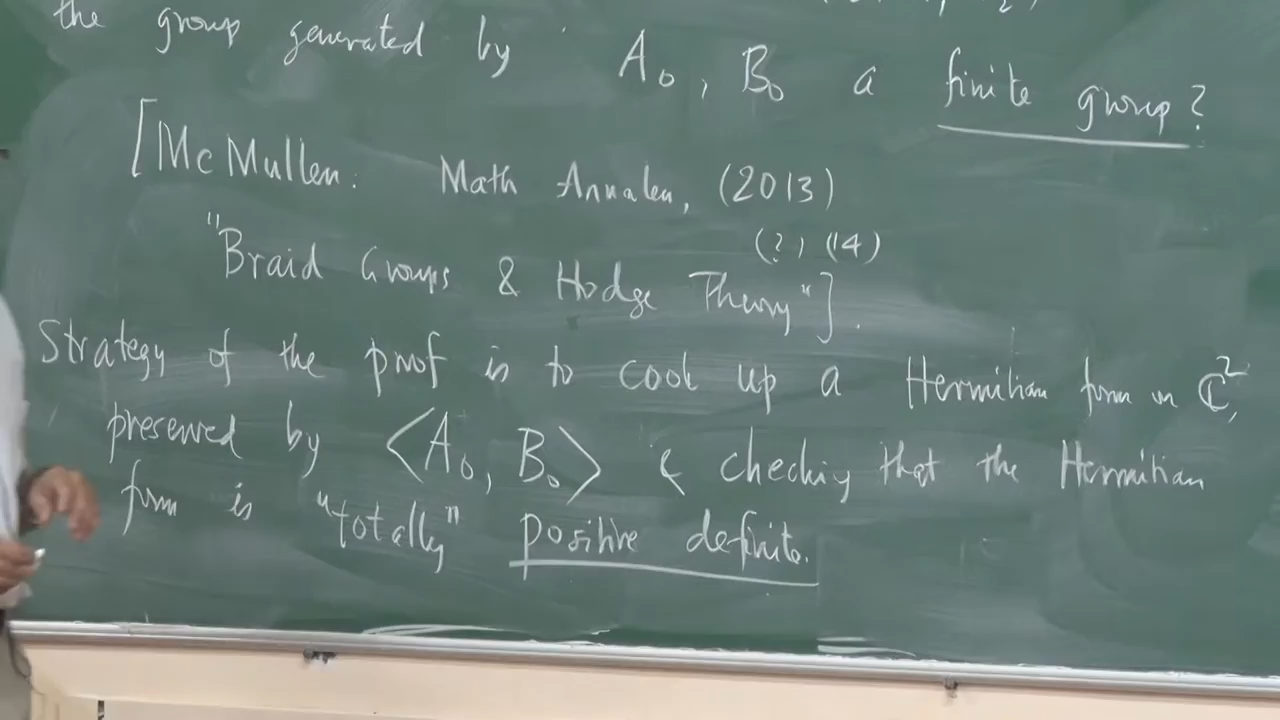 the group generated by A₀, B₀ a finite group?
[McMullen: Math Annalen, (2013)
(?, (14)
"Braid Groups & Hodge Theory"].
Strategy of the proof is to cook up a Hermitian form on ℂ²,
preserved by ⟨A₀, B₀⟩ & checking that the Hermitian
form is "totally" positive definite.